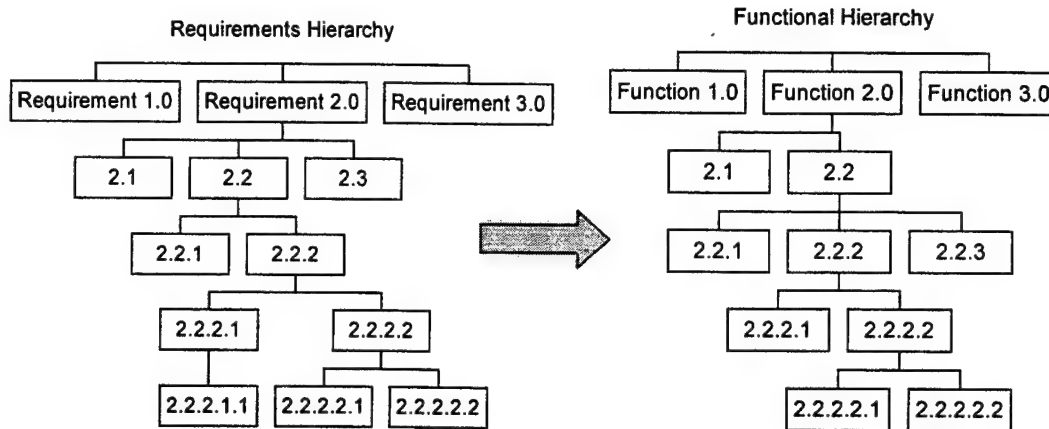 Requirements Hierarchy
Requirement 1.0 Requirement 2.0 Requirement 3.0
2.1 2.2 2.3
2.2.1 2.2.2
2.2.2.1 2.2.2.2
2.2.2.1.1 2.2.2.2.1 2.2.2.2.2
Functional Hierarchy
Function 1.0 Function 2.0 Function 3.0
2.1 2.2
2.2.1 2.2.2 2.2.3
2.2.2.1 2.2.2.2
2.2.2.2.1 2.2.2.2.2